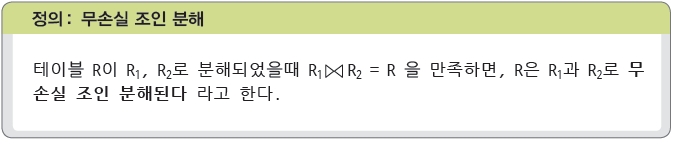 정의: 무손실 조인 분해
테이블 R이 R₁, R₂로 분해되었을때 R₁⋈R₂ = R 을 만족하면, R은 R₁과 R₂로 무
손실 조인 분해된다 라고 한다.